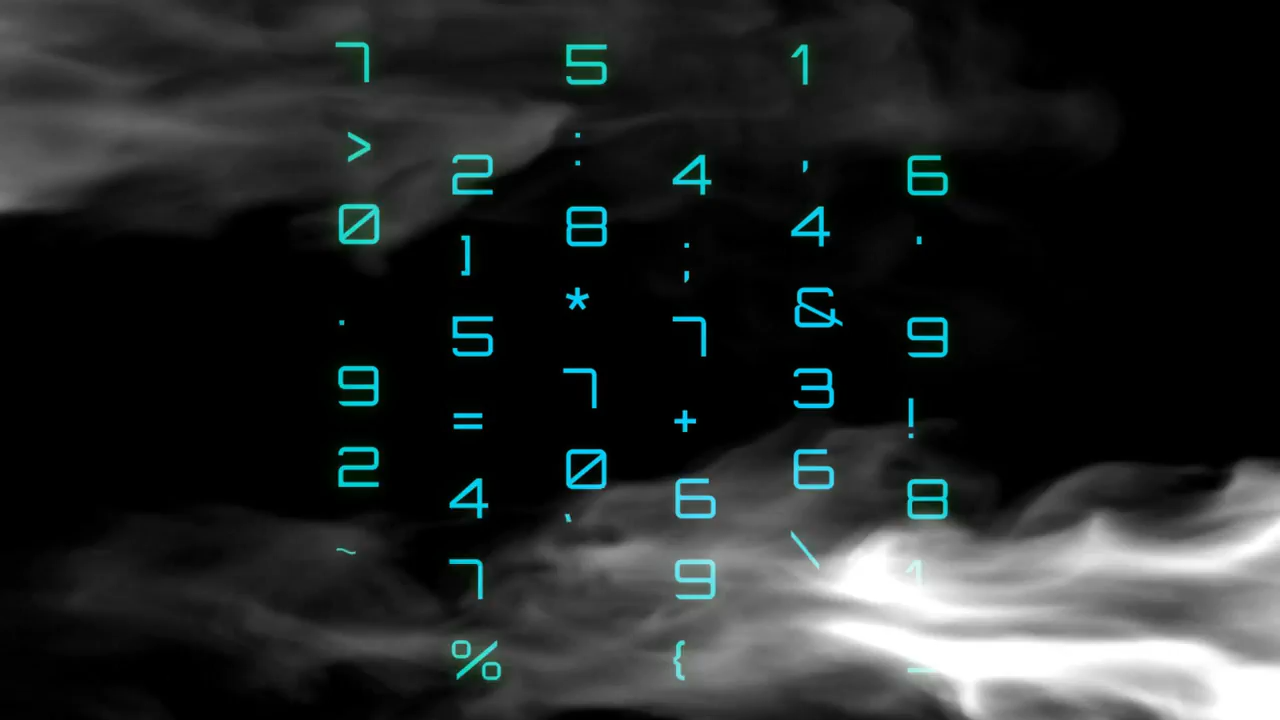 7 5 1
> : ,
2 4 6
0 8 4
] ; '
. * &
5 7 9
9 7 3
= + !
2 0 6
4 6 8
~ ` \
7 9 1
% { _